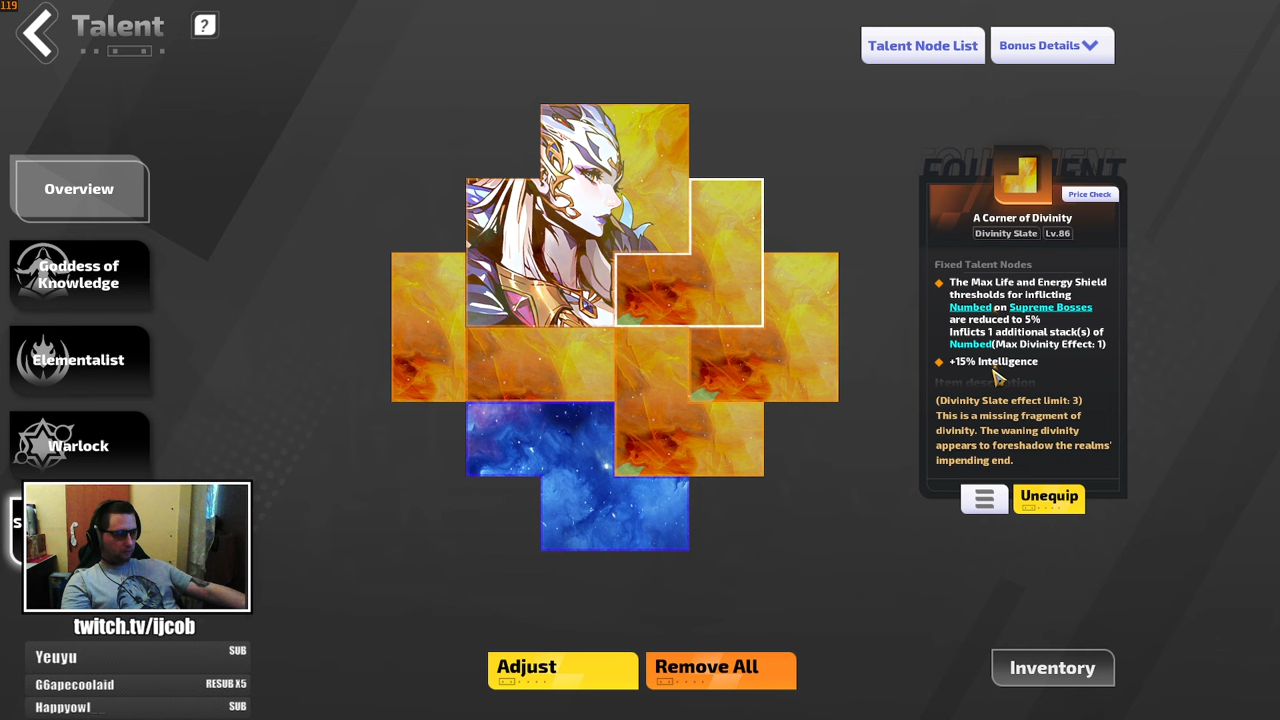 119
Talent
?
Talent Node List
Bonus Details
Overview
Goddess of
Knowledge
Elementalist
Warlock
S
Price Check
A Corner of Divinity
Divinity Slate
Lv.86
Fixed Talent Nodes
The Max Life and Energy Shield
thresholds for inflicting
Numbed on Supreme Bosses
are reduced to 5%
Inflicts 1 additional stack(s) of
Numbed(Max Divinity Effect: 1)
+15% Intelligence
Item description
(Divinity Slate effect limit: 3)
This is a missing fragment of
divinity. The waning divinity
appears to foreshadow the realms'
impending end.
Unequip
twitch.tv/ijcob
Yeuyu SUB
G6apecoolaid RESUB X5
Happyowl__ SUB
Adjust
Remove All
Inventory